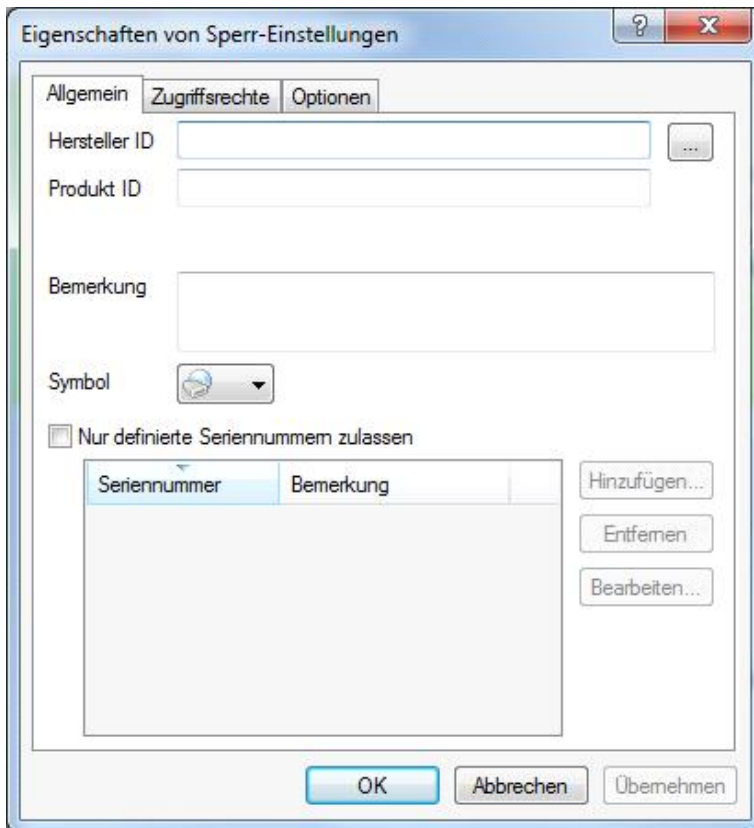 Eigenschaften von Sperr-Einstellungen
Allgemein Zugriffsrechte Optionen
Hersteller ID ...
Produkt ID
Bemerkung
Symbol
Nur definierte Seriennummern zulassen
Seriennummer Bemerkung Hinzufügen...
Entfernen
Bearbeiten...
OK Abbrechen Übernehmen